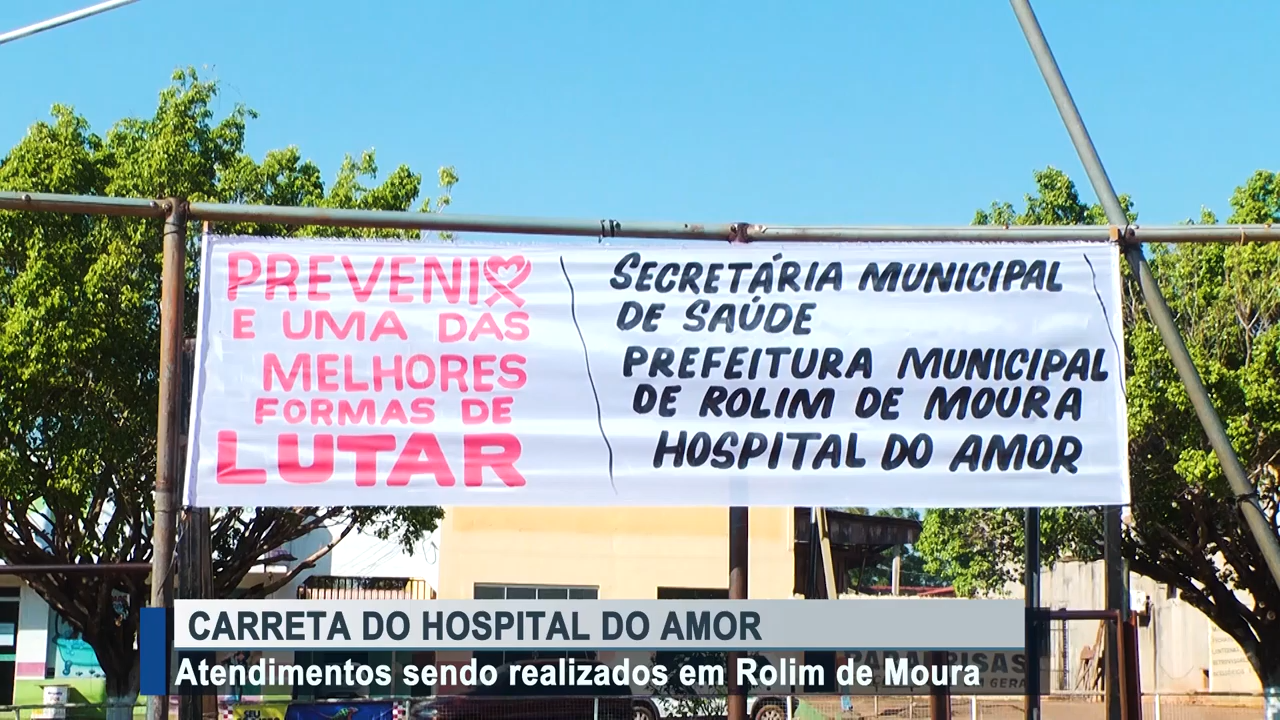 PREVENIR
E UMA DAS
MELHORES
FORMAS DE
LUTAR
SECRETÁRIA MUNICIPAL
DE SAÚDE
PREFEITURA MUNICIPAL
DE ROLIM DE MOURA
HOSPITAL DO AMOR
CARRETA DO HOSPITAL DO AMOR
Atendimentos sendo realizados em Rolim de Moura